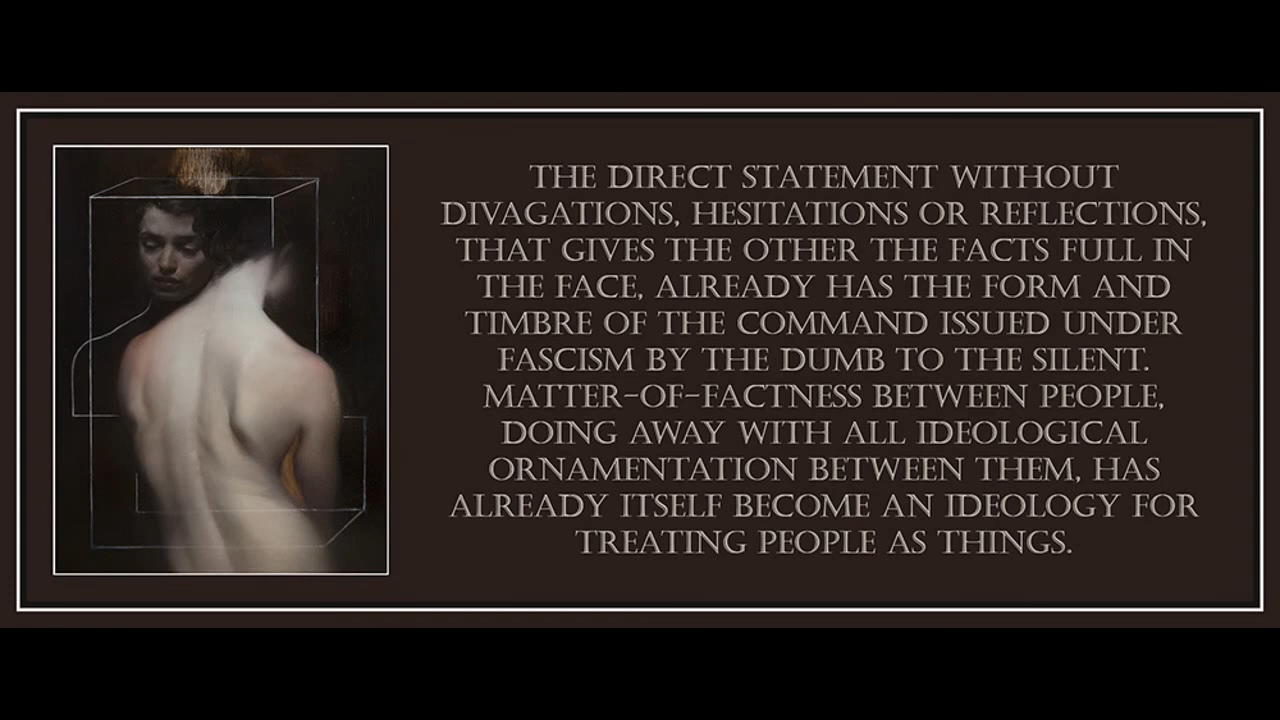 THE DIRECT STATEMENT WITHOUT
DIVAGATIONS, HESITATIONS OR REFLECTIONS,
THAT GIVES THE OTHER THE FACTS FULL IN
THE FACE, ALREADY HAS THE FORM AND
TIMBRE OF THE COMMAND ISSUED UNDER
FASCISM BY THE DUMB TO THE SILENT.
MATTER-OF-FACTNESS BETWEEN PEOPLE,
DOING AWAY WITH ALL IDEOLOGICAL
ORNAMENTATION BETWEEN THEM, HAS
ALREADY ITSELF BECOME AN IDEOLOGY FOR
TREATING PEOPLE AS THINGS.